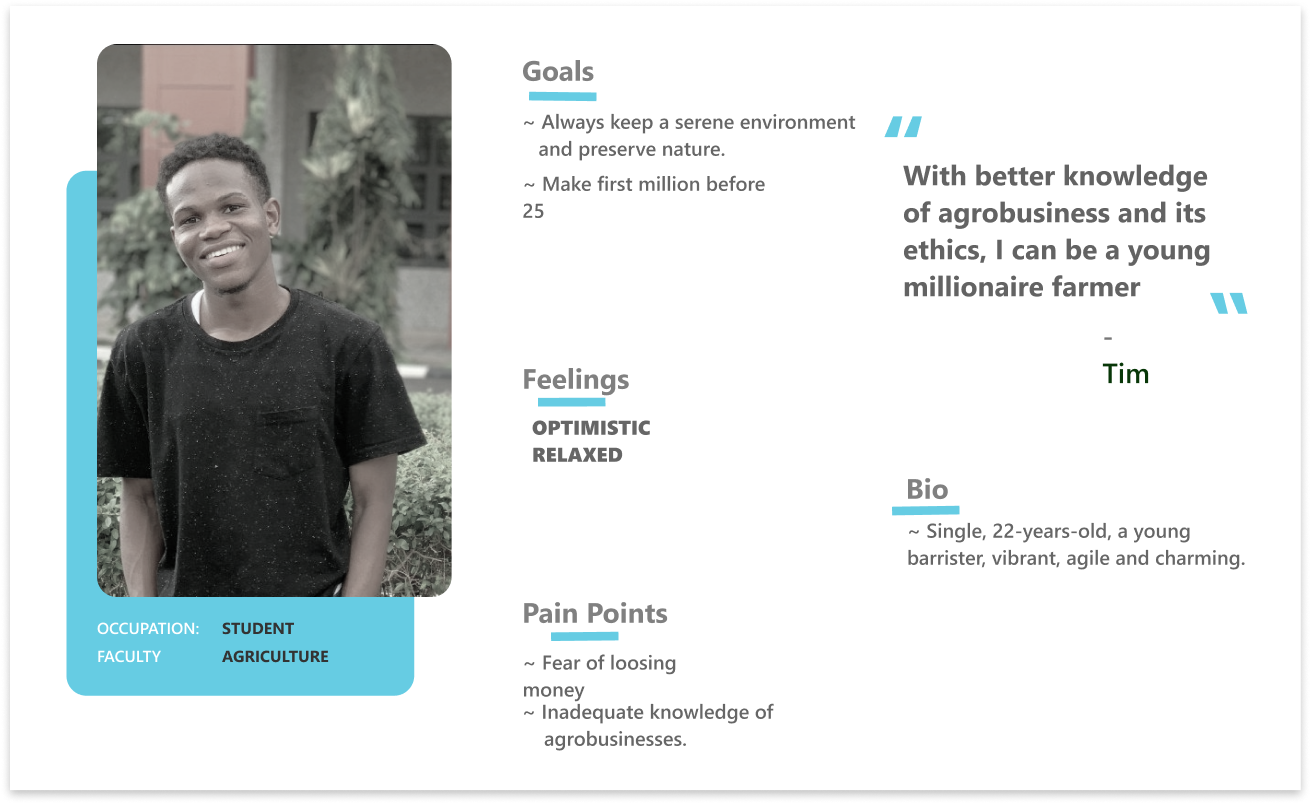 Goals
~ Always keep a serene environment
and preserve nature.
~ Make first million before
25
Feelings
OPTIMISTIC
RELAXED
Pain Points
~ Fear of loosing
money
~ Inadequate knowledge of
agrobusinesses.
OCCUPATION: STUDENT
FACULTY AGRICULTURE
"
With better knowledge
of agrobusiness and its
ethics, I can be a young
millionaire farmer
"
-
Tim
Bio
~ Single, 22-years-old, a young
barrister, vibrant, agile and charming.